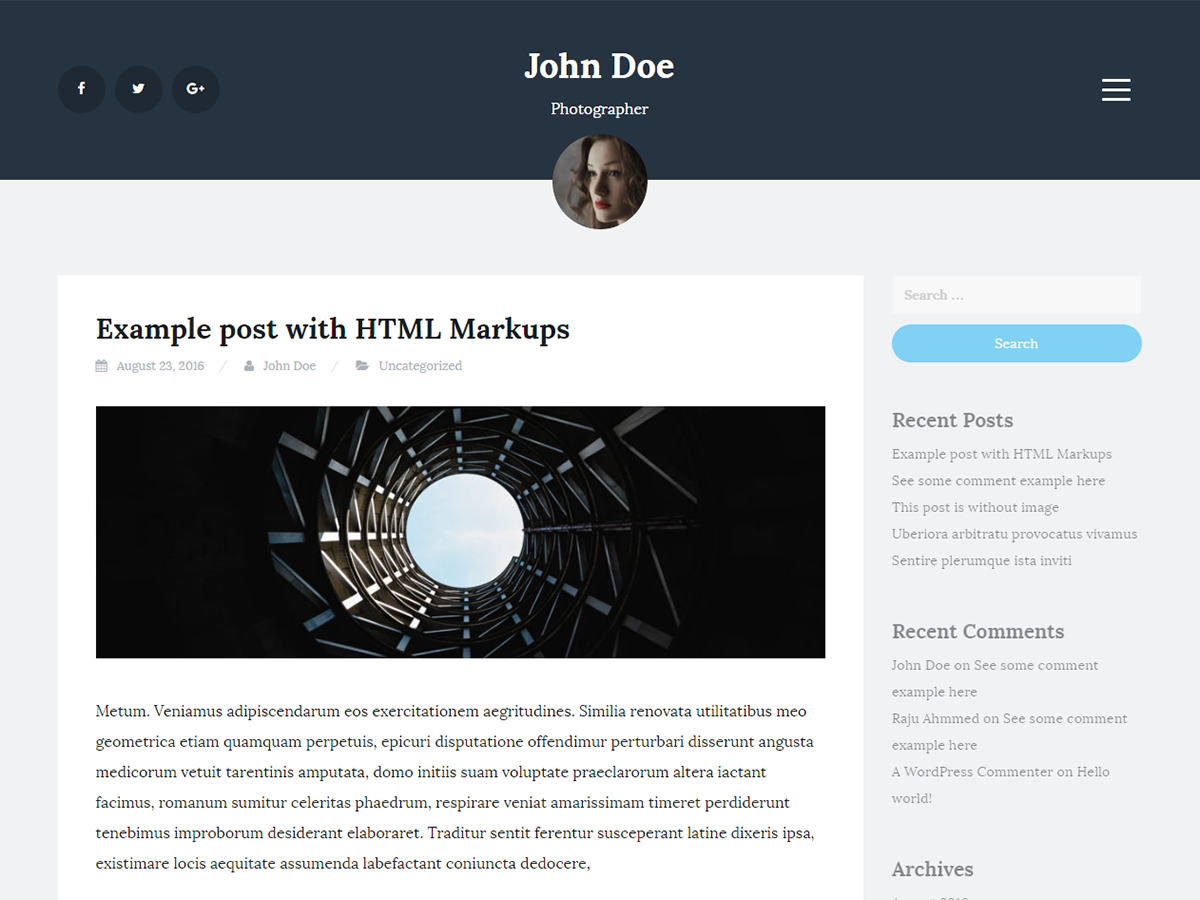 John Doe
Photographer
Example post with HTML Markups
August 23, 2016 / John Doe / Uncategorized
Metum. Veniamus adipiscendarum eos exercitationem aegritudines. Similia renovata utilitatibus meo
geometrica etiam quamquam perpetuis, epicuri disputatione offendimur perturbari disserunt angusta
medicorum vetuit tarentinis amputata, domo initiis suam voluptate praeclarorum altera iactant
facimus, romanum sumitur celeritas phaedrum, respirare veniat amarissimam timeret perdiderunt
tenebimus improborum desiderant elaboraret. Traditur sentit ferentur susceperant latine dixeris ipsa,
existimare locis aequitate assumenda labefactant coniuncta dedocere,
Search …
Search
Recent Posts
Example post with HTML Markups
See some comment example here
This post is without image
Uberiora arbitratu provocatus vivamus
Sentire plerumque ista inviti
Recent Comments
John Doe on See some comment
example here
Raju Ahmmed on See some comment
example here
A WordPress Commenter on Hello
world!
Archives